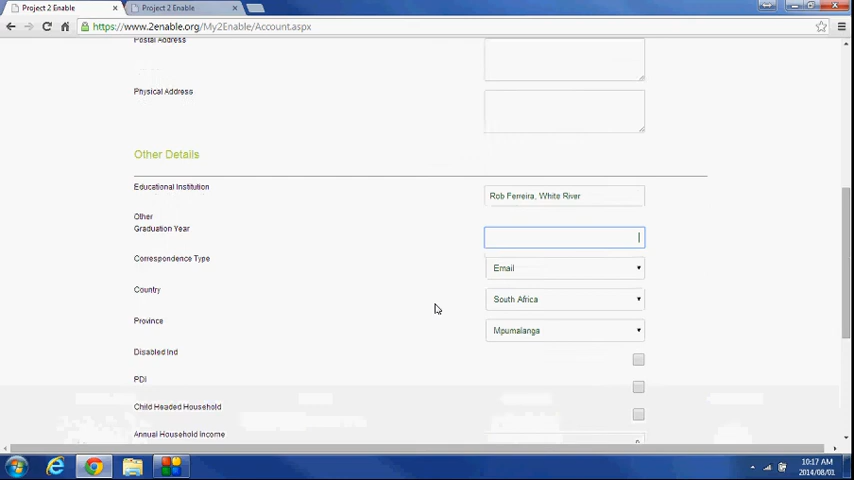 Project 2 Enable
Project 2 Enable
https://www.2enable.org/My2Enable/Account.aspx
Postal Address
Physical Address
Other Details
Educational Institution
Rob Ferreira, White River
Other
Graduation Year
Correspondence Type
Email
Country
South Africa
Province
Mpumalanga
Disabled Ind
PDI
Child Headed Household
Annual Household Income
10:17 AM
2014/08/01